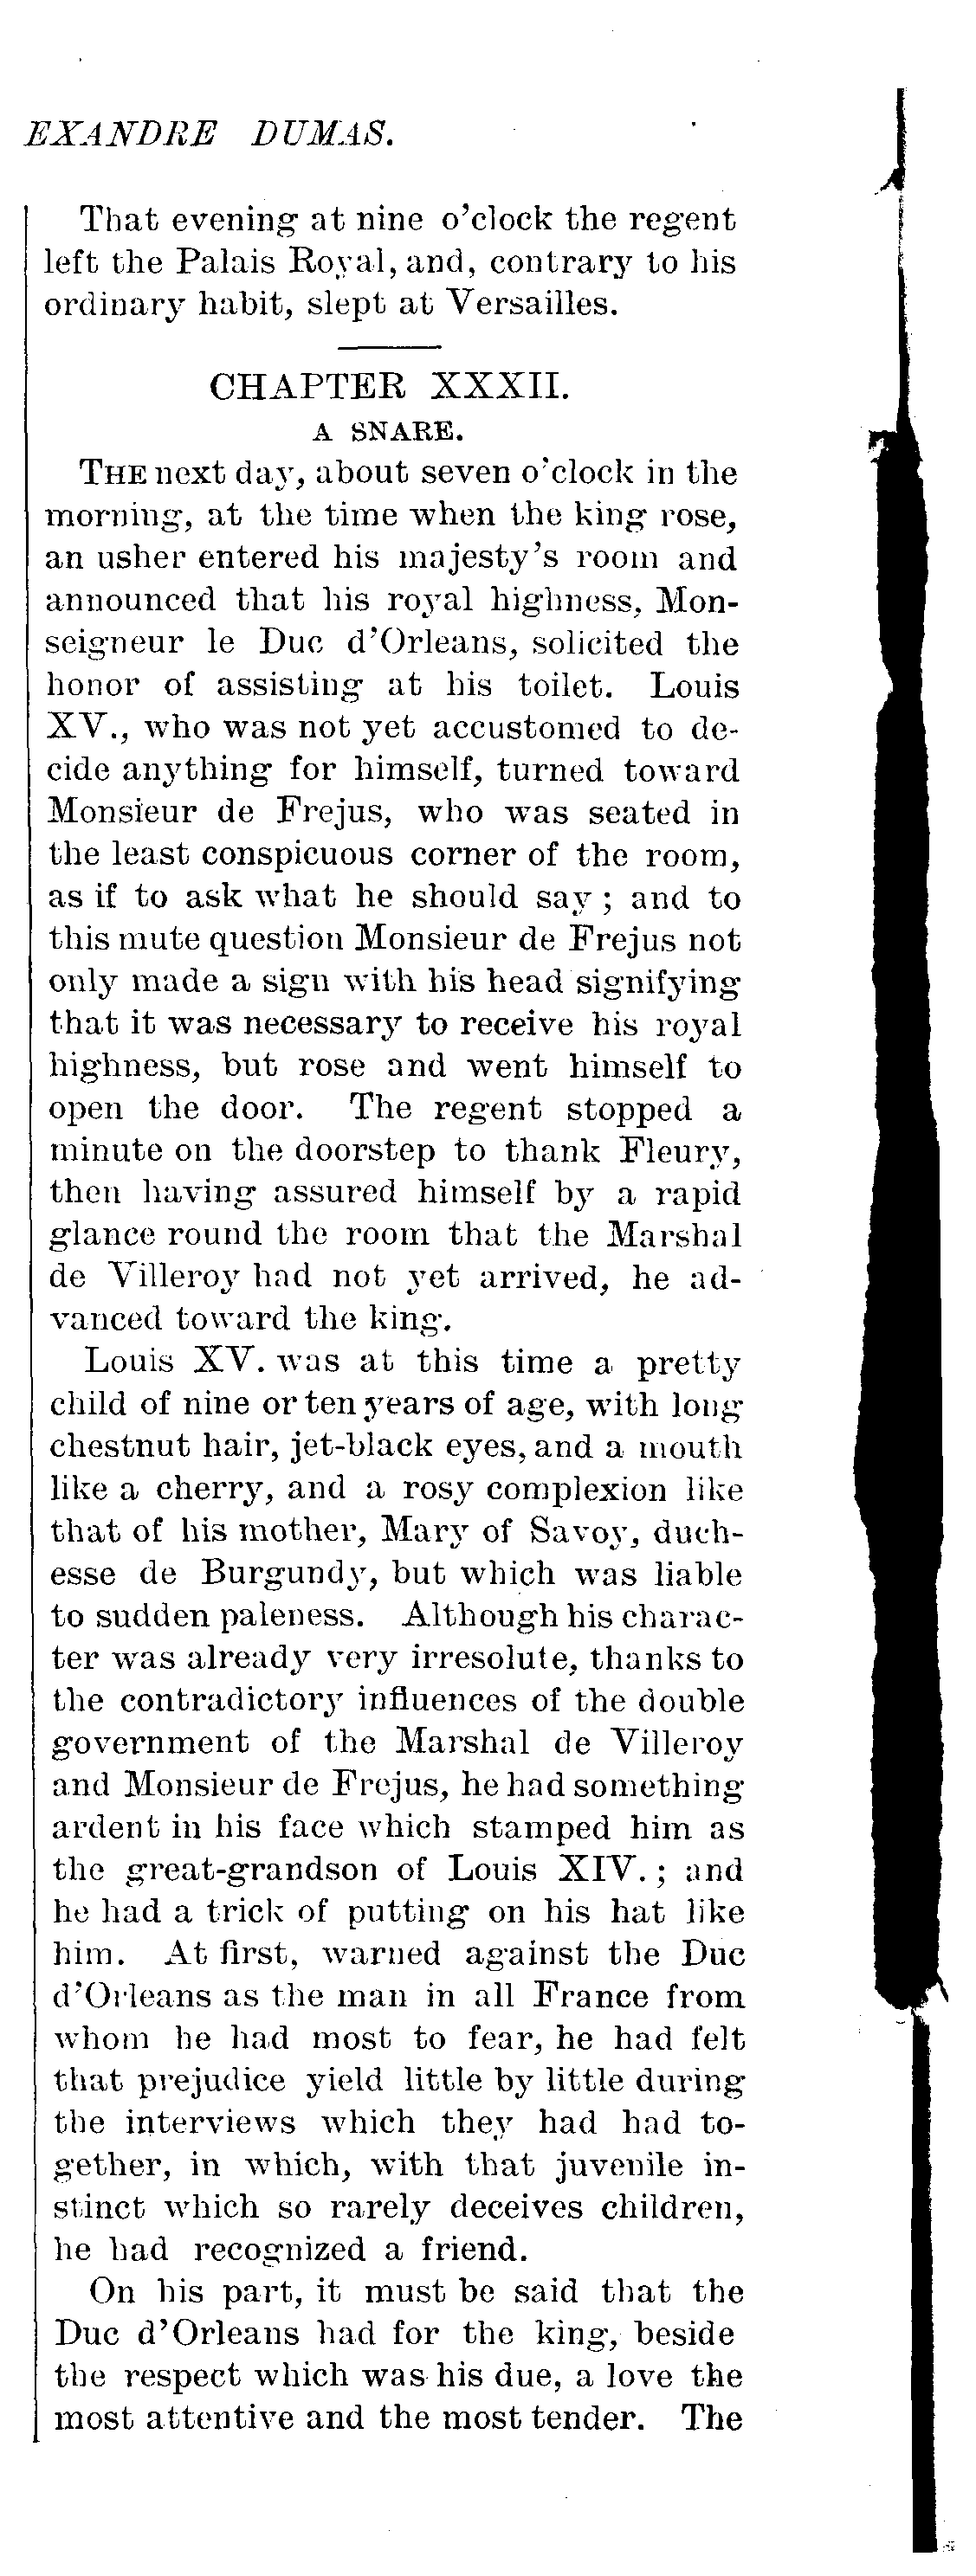 EXANDRE DUMAS.
That evening at nine o'clock the regent
left the Palais Royal, and, contrary to his
ordinary habit, slept at Versailles.
CHAPTER XXXII.
A SNARE.
THE next day, about seven o'clock in the
morning, at the time when the king rose,
an usher entered his majesty's room and
announced that his royal highness, Mon-
seigneur le Duc d'Orleans, solicited the
honor of assisting at his toilet. Louis
XV., who was not yet accustomed to de-
cide anything for himself, turned toward
Monsieur de Frejus, who was seated in
the least conspicuous corner of the room,
as if to ask what he should say; and to
this mute question Monsieur de Frejus not
only made a sign with his head signifying
that it was necessary to receive his royal
highness, but rose and went himself to
open the door. The regent stopped a
minute on the doorstep to thank Fleury,
then having assured himself by a rapid
glance round the room that the Marshal
de Villeroy had not yet arrived, he ad-
vanced toward the king.
Louis XV. was at this time a pretty
child of nine or ten years of age, with long
chestnut hair, jet-black eyes, and a mouth
like a cherry, and a rosy complexion like
that of his mother, Mary of Savoy, duch-
esse de Burgundy, but which was liable
to sudden paleness. Although his charac-
ter was already very irresolute, thanks to
the contradictory influences of the double
government of the Marshal de Villeroy
and Monsieur de Frejus, he had something
ardent in his face which stamped him as
the great-grandson of Louis XIV.; and
he had a trick of putting on his hat like
him. At first, warned against the Duc
d'Orleans as the man in all France from
whom he had most to fear, he had felt
that prejudice yield little by little during
the interviews which they had had to-
gether, in which, with that juvenile in-
stinct which so rarely deceives children,
he had recognized a friend.
On his part, it must be said that the
Duc d'Orleans had for the king, beside
the respect which was his due, a love the
most attentive and the most tender. The